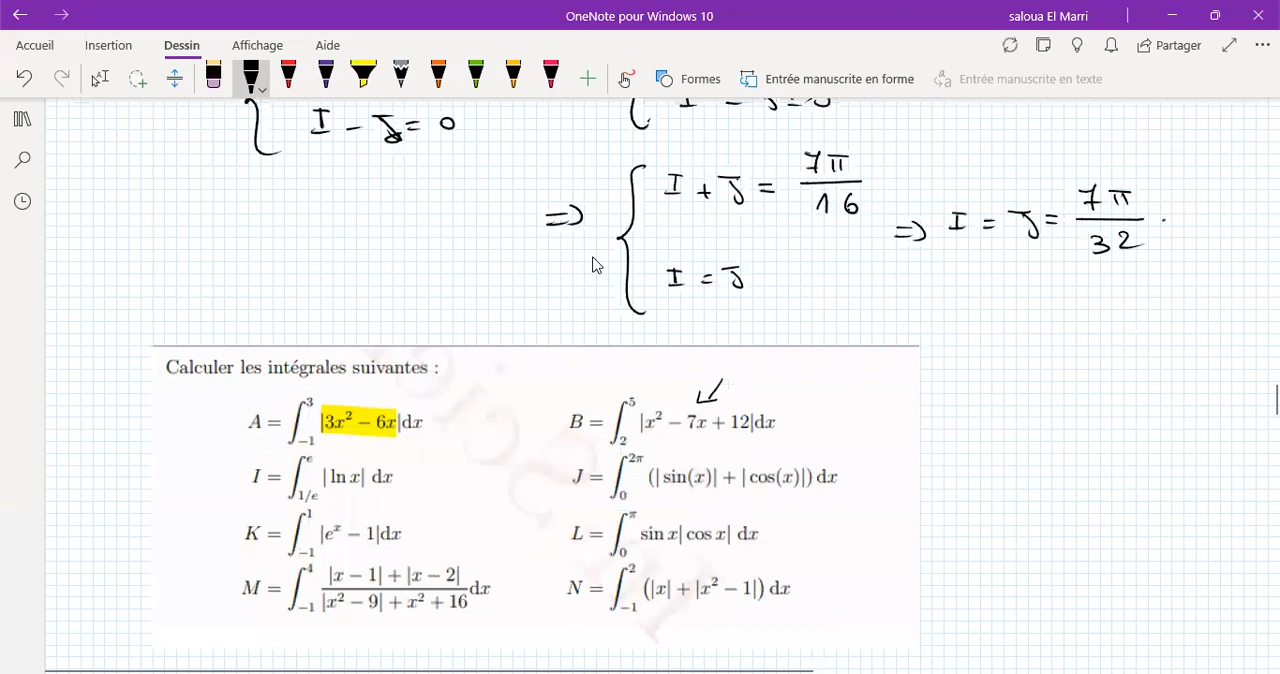 OneNote pour Windows 10
saloua El Marri
Accueil Insertion Dessin Affichage Aide
Partager
Formes Entrée manuscrite en forme Entrée manuscrite en texte
I - J = 0
I + J = 7π/16
=> I = J = 7π/32 .
=>
I = J
Calculer les intégrales suivantes :
A = ∫_{-1}^{3} |3x² − 6x|dx B = ∫_{2}^{5} |x² − 7x + 12|dx
I = ∫_{1/e}^{e} | ln x| dx J = ∫_{0}^{2π} (| sin(x)| + | cos(x)|) dx
K = ∫_{-1}^{1} |e^x − 1|dx L = ∫_{0}^{π} sin x| cos x| dx
M = ∫_{-1}^{4} (|x − 1| + |x − 2|)/(|x² − 9| + x² + 16) dx N = ∫_{-1}^{2} (|x| + |x² − 1|) dx